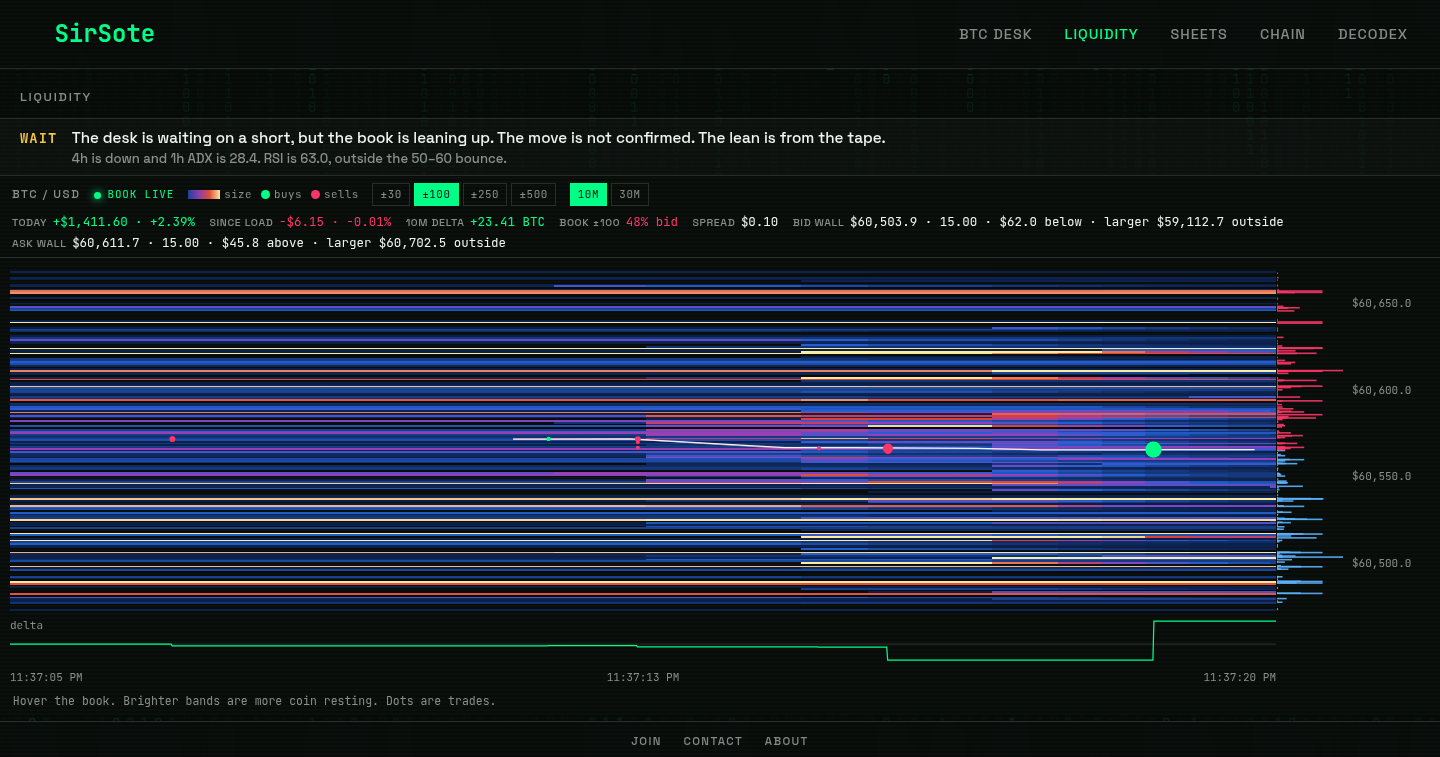 SirSote
BTC DESK LIQUIDITY SHEETS CHAIN DECODEX
LIQUIDITY
WAIT The desk is waiting on a short, but the book is leaning up. The move is not confirmed. The lean is from the tape.
4h is down and 1h ADX is 28.4. RSI is 63.0, outside the 50–60 bounce.
BTC / USD BOOK LIVE size buys sells ±30 ±100 ±250 ±500 10M 30M
TODAY +$1,411.60 · +2.39% SINCE LOAD -$6.15 · -0.01% 10M DELTA +23.41 BTC BOOK ±100 48% bid SPREAD $0.10 BID WALL $60,503.9 · 15.00 · $62.0 below · larger $59,112.7 outside
ASK WALL $60,611.7 · 15.00 · $45.8 above · larger $60,702.5 outside
$60,650.0
$60,600.0
$60,550.0
$60,500.0
delta
11:37:05 PM 11:37:13 PM 11:37:20 PM
Hover the book. Brighter bands are more coin resting. Dots are trades.
JOIN CONTACT ABOUT